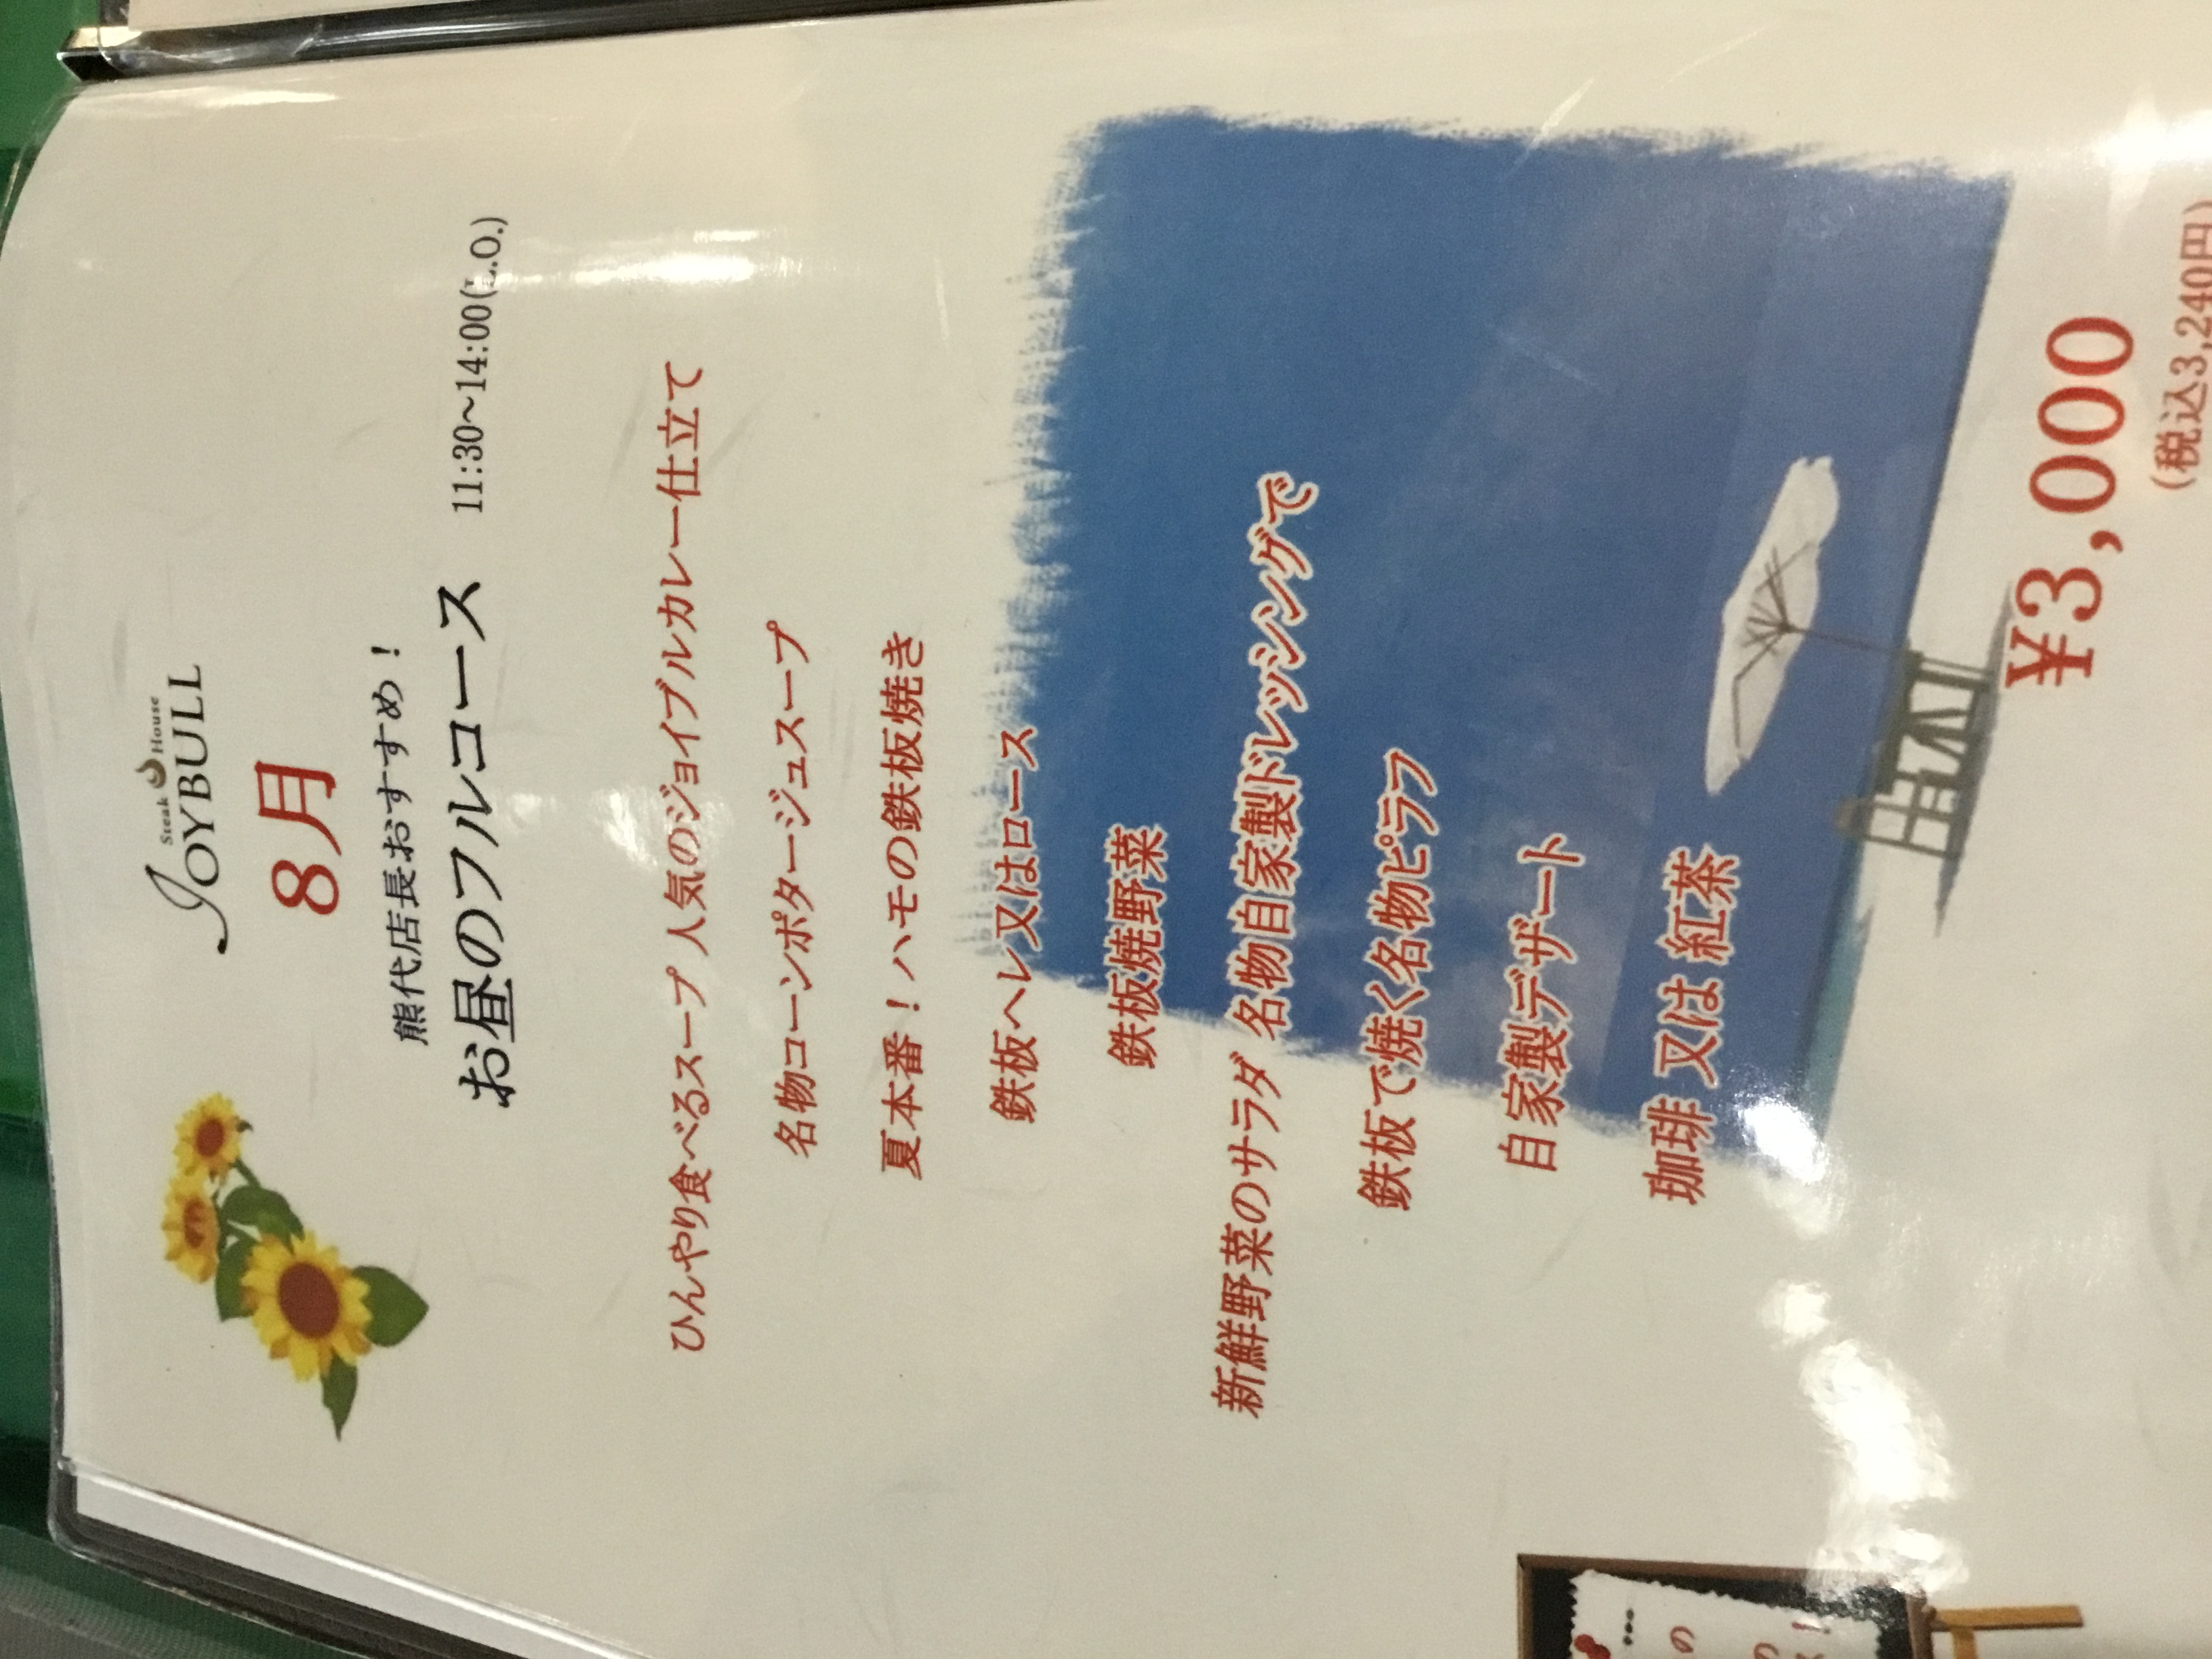 Steak House
JOYBULL
8月
熊代店長おすすめ！
お昼のフルコース 11:30～14:00(L.O.)
ひんやり食べるスープ 人気のジョイブルカレー仕立て
名物コーンポタージュスープ
夏本番！ハモの鉄板焼き
鉄板ヘレ又はロース
鉄板焼野菜
新鮮野菜のサラダ 名物自家製ドレッシングで
鉄板で焼く名物ピラフ
自家製デザート
珈琲 又は 紅茶
¥3,000
(税込3,240円)